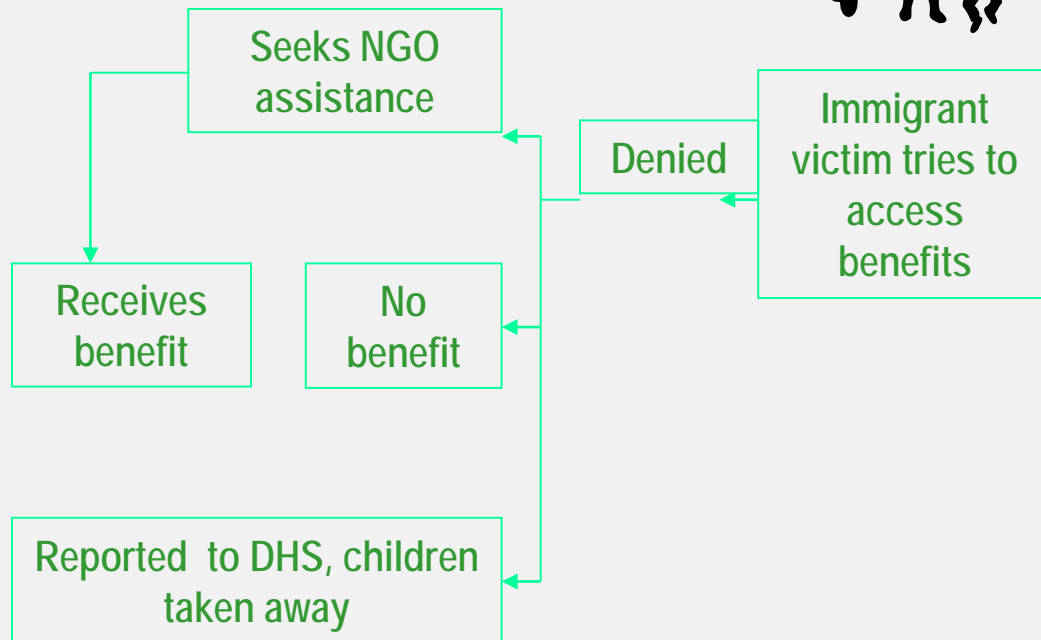 Seeks NGO
assistance
Denied
Immigrant
victim tries to
access
benefits
Receives
benefit
No
benefit
Reported  to DHS, children
taken away